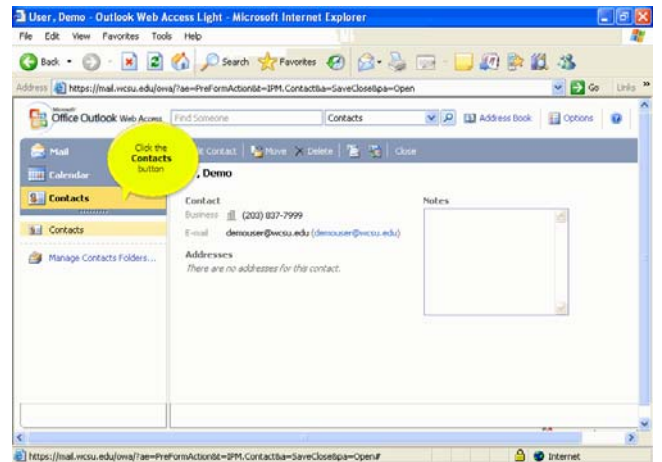 User, Demo - Outlook Web Access Light - Microsoft Internet Explorer
File Edit View Favorites Tools Help
Back Search Favorites
Address https://mail.wcsu.edu/owa/?ae=PreFormAction&t=IPM.Contact&a=SaveClose&pa=Open Go Links »
Microsoft
Office Outlook Web Access Find Someone Contacts Address Book Options
Mail Contact Move Delete Close
Click the
Contacts
button
Calendar , Demo
Contacts
Contact Notes
Business (203) 837-7999
Contacts
E-mail demouser@wcsu.edu (demouser@wcsu.edu)
Manage Contacts Folders...
Addresses
There are no addresses for this contact.
https://mail.wcsu.edu/owa/?ae=PreFormAction&t=IPM.Contact&a=SaveClose&pa=Open# Internet